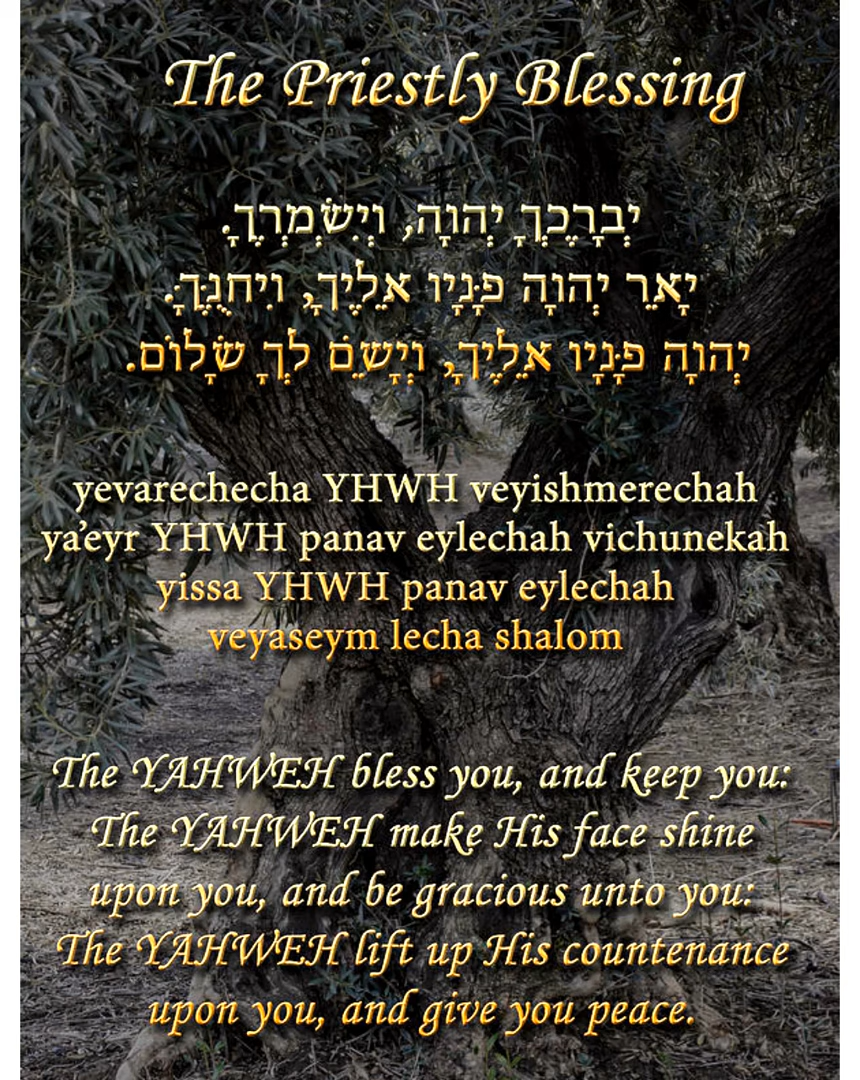 The Priestly Blessing
יְבָרֶכְךָ יְהוָה, וְיִשְׂמְרֶךָ.
יָאֵר יְהוָה פָּנָיו אֵלֶיךָ, וִיחֻנֶּךָּ.
יְהוָה פָּנָיו אֵלֶיךָ, וְיָשֵׂם לְךָ שָׂלוֹם.
yevarechecha YHWH veyishmerechah
ya’eyr YHWH panav eylechah vichunekah
yissa YHWH panav eylechah
veyaseym lecha shalom
The YAHWEH bless you, and keep you:
The YAHWEH make His face shine
upon you, and be gracious unto you:
The YAHWEH lift up His countenance
upon you, and give you peace.